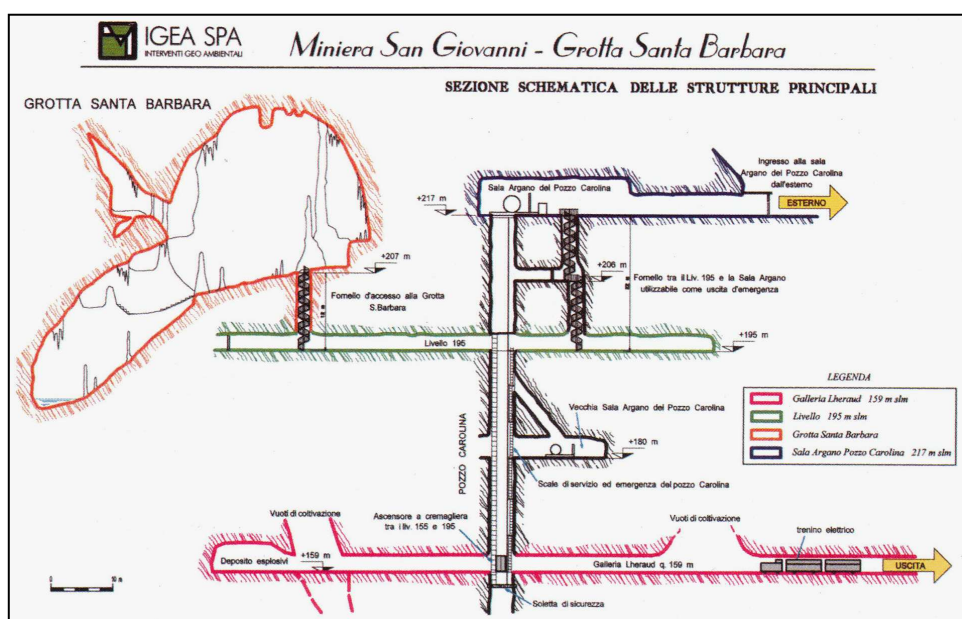 IGEA SPA
INTERVENTI GEO AMBIENTALI
Miniera San Giovanni - Grotta Santa Barbara
SEZIONE SCHEMATICA DELLE STRUTTURE PRINCIPALI
GROTTA SANTA BARBARA
Ingresso alla sala
Argano del Pozzo Carolina
dall'esterno
Sala Argano del Pozzo Carolina
ESTERNO
+217 m
+207 m
+206 m
Fornello d'accesso alla Grotta
S.Barbara
Fornello tra il Liv. 195 e la Sala Argano
utilizzabile come uscita d'emergenza
+195 m
Livello 195
LEGENDA
Galleria Lheraud 159 m slm
Livello 195 m slm
Grotta Santa Barbara
Sala Argano Pozzo Carolina 217 m slm
Vecchia Sala Argano del Pozzo Carolina
+180 m
POZZO CAROLINA
Scale di servizio ed emergenza del pozzo Carolina
Ascensore a cremagliera
tra i liv. 155 e 195
Vuoti di coltivazione
Vuoti di coltivazione
trenino elettrico
Deposito esplosivi
+159 m
Galleria Lheraud q. 159 m
USCITA
0
10 m
Soletta di sicurezza